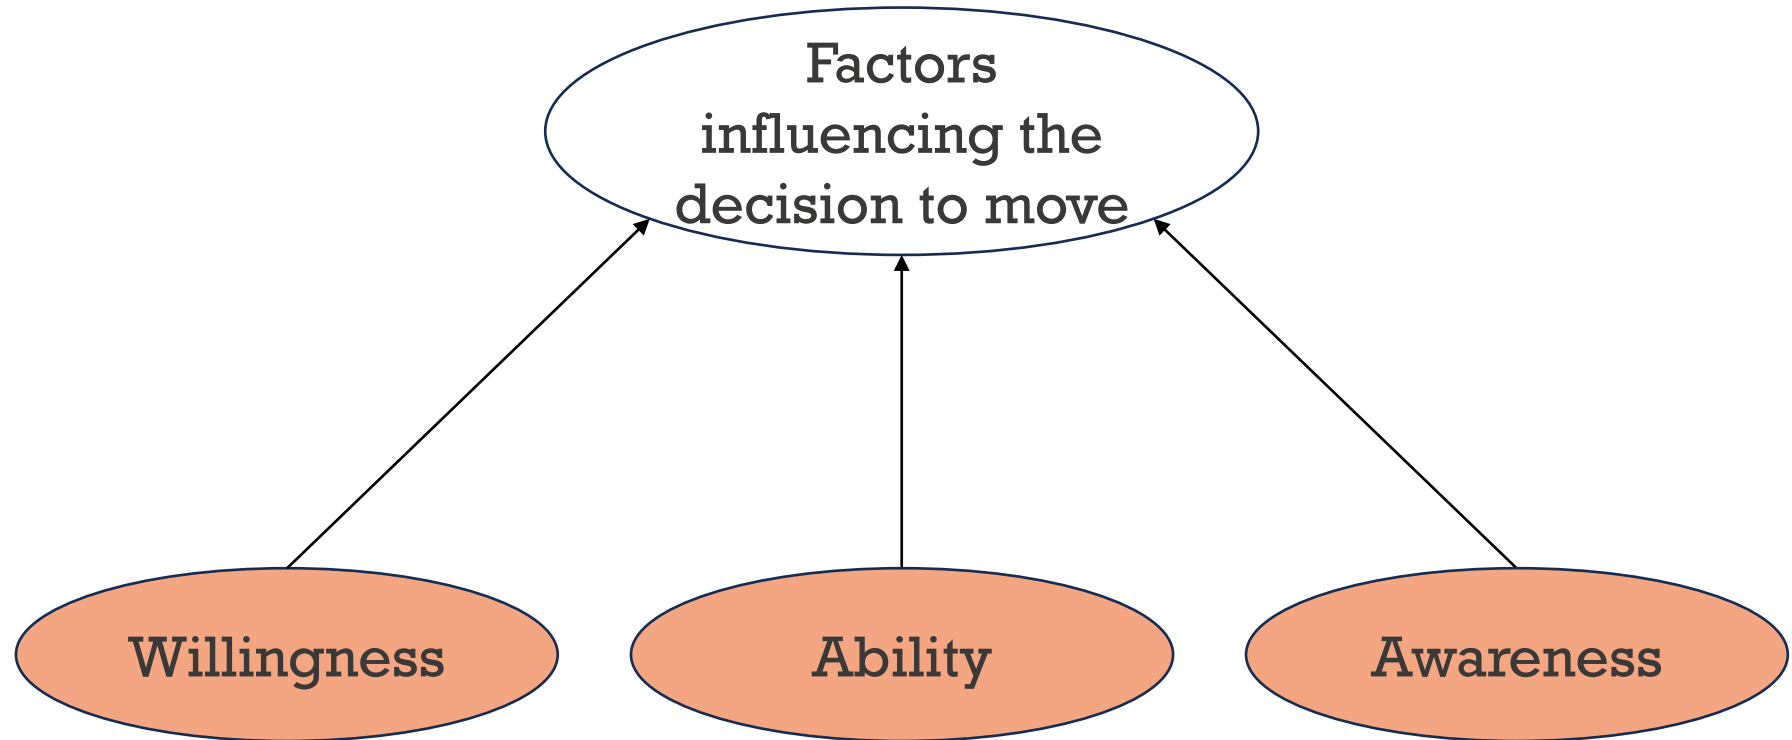 Factors
influencing the
decision to move
Willingness
Ability
Awareness